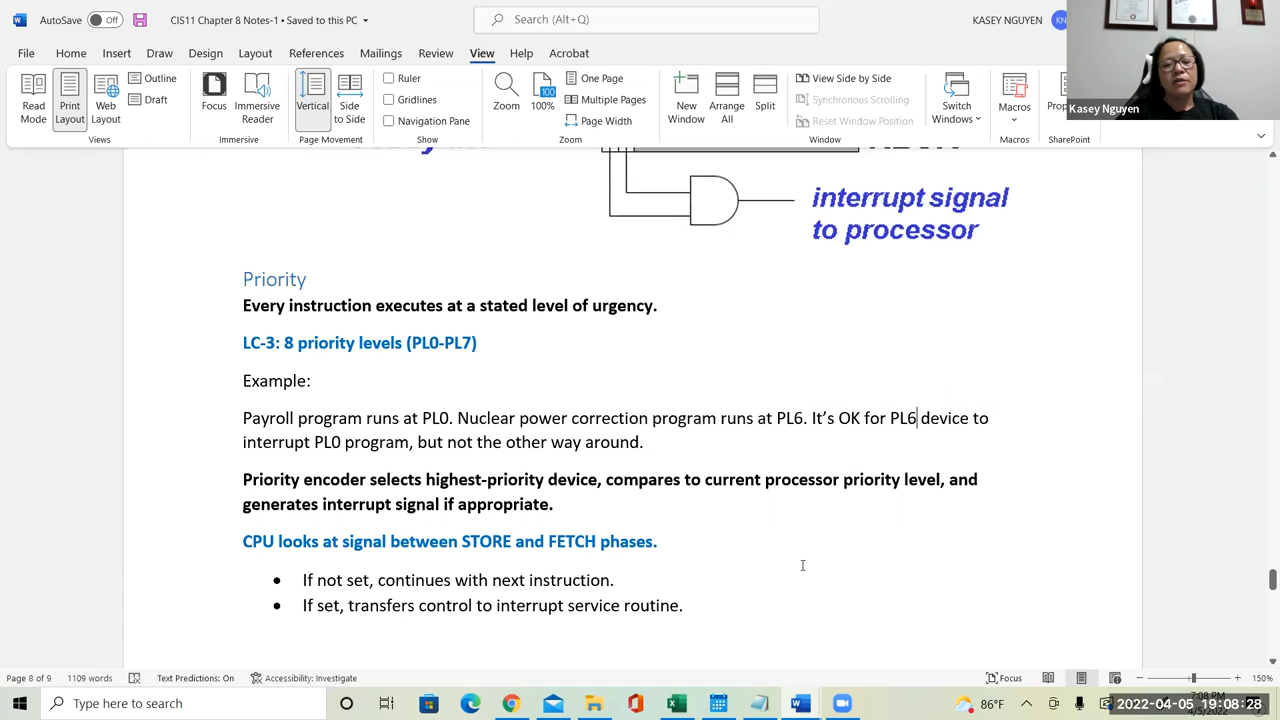 AutoSave Off
CIS11 Chapter 8 Notes-1 • Saved to this PC
Search (Alt+Q)
KASEY NGUYEN
KN
File Home Insert Draw Design Layout References Mailings Review View Help Acrobat
Read Mode
Print Layout
Web Layout
Outline
Draft
Views
Focus
Immersive Reader
Immersive
Vertical
Side to Side
Page Movement
Ruler
Gridlines
Navigation Pane
Show
Zoom
100
100%
One Page
Multiple Pages
Page Width
Zoom
New Window
Arrange All
Split
View Side by Side
Synchronous Scrolling
Reset Window Position
Window
Switch Windows
Macros
Macros
SharePoint
Kasey Nguyen
interrupt signal
to processor
Priority
Every instruction executes at a stated level of urgency.
LC-3: 8 priority levels (PL0-PL7)
Example:
Payroll program runs at PL0. Nuclear power correction program runs at PL6. It’s OK for PL6 device to
interrupt PL0 program, but not the other way around.
Priority encoder selects highest-priority device, compares to current processor priority level, and
generates interrupt signal if appropriate.
CPU looks at signal between STORE and FETCH phases.
• If not set, continues with next instruction.
• If set, transfers control to interrupt service routine.
Page 8 of 9 1109 words Text Predictions: On Accessibility: Investigate Focus 150%
Type here to search
86°F
7:08 PM
2022-04-05 19:08:28
4/5/2022